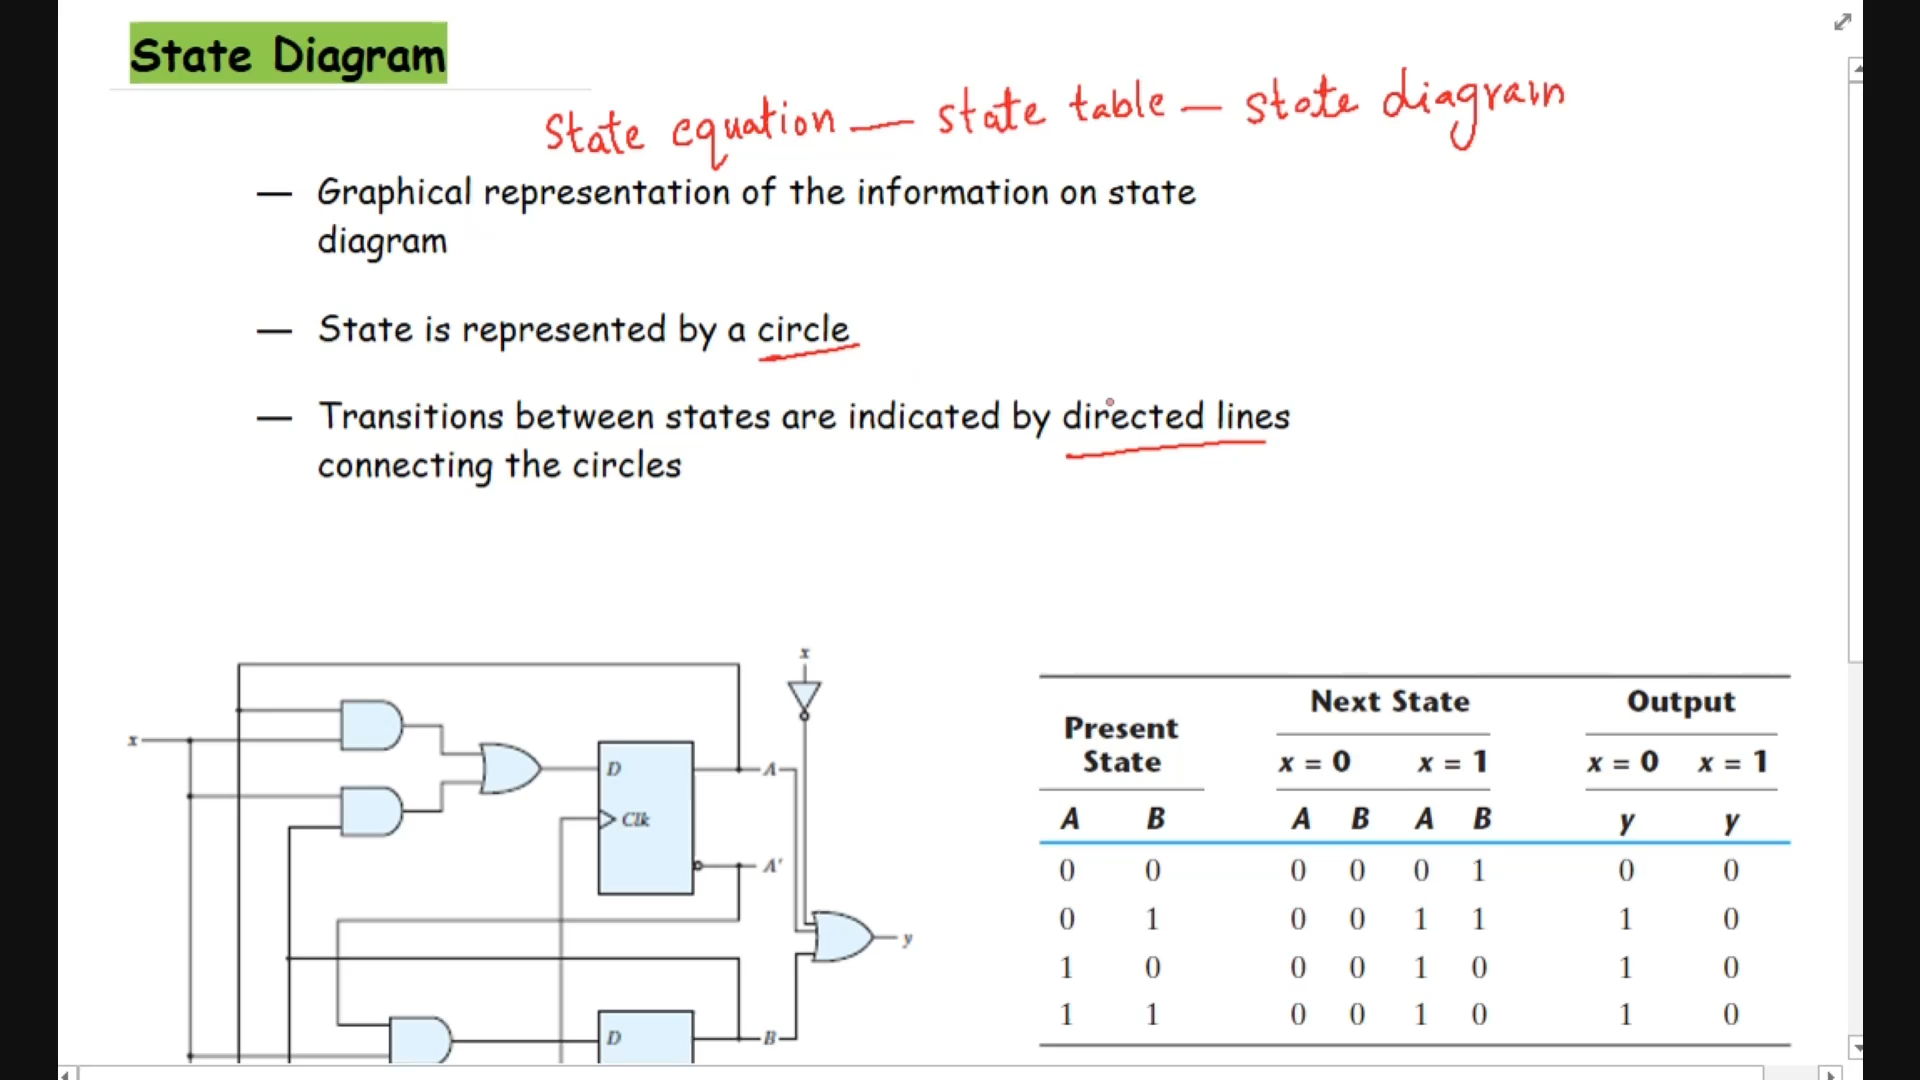 State Diagram
State equation — state table — state diagram
— Graphical representation of the information on state
diagram
— State is represented by a circle
— Transitions between states are indicated by directed lines
connecting the circles
x
x
D
A
Clk
A'
y
D
B
Next State Output
Present
State
x = 0 x = 1 x = 0 x = 1
A B A B A B y y
0 0 0 0 0 1 0 0
0 1 0 0 1 1 1 0
1 0 0 0 1 0 1 0
1 1 0 0 1 0 1 0